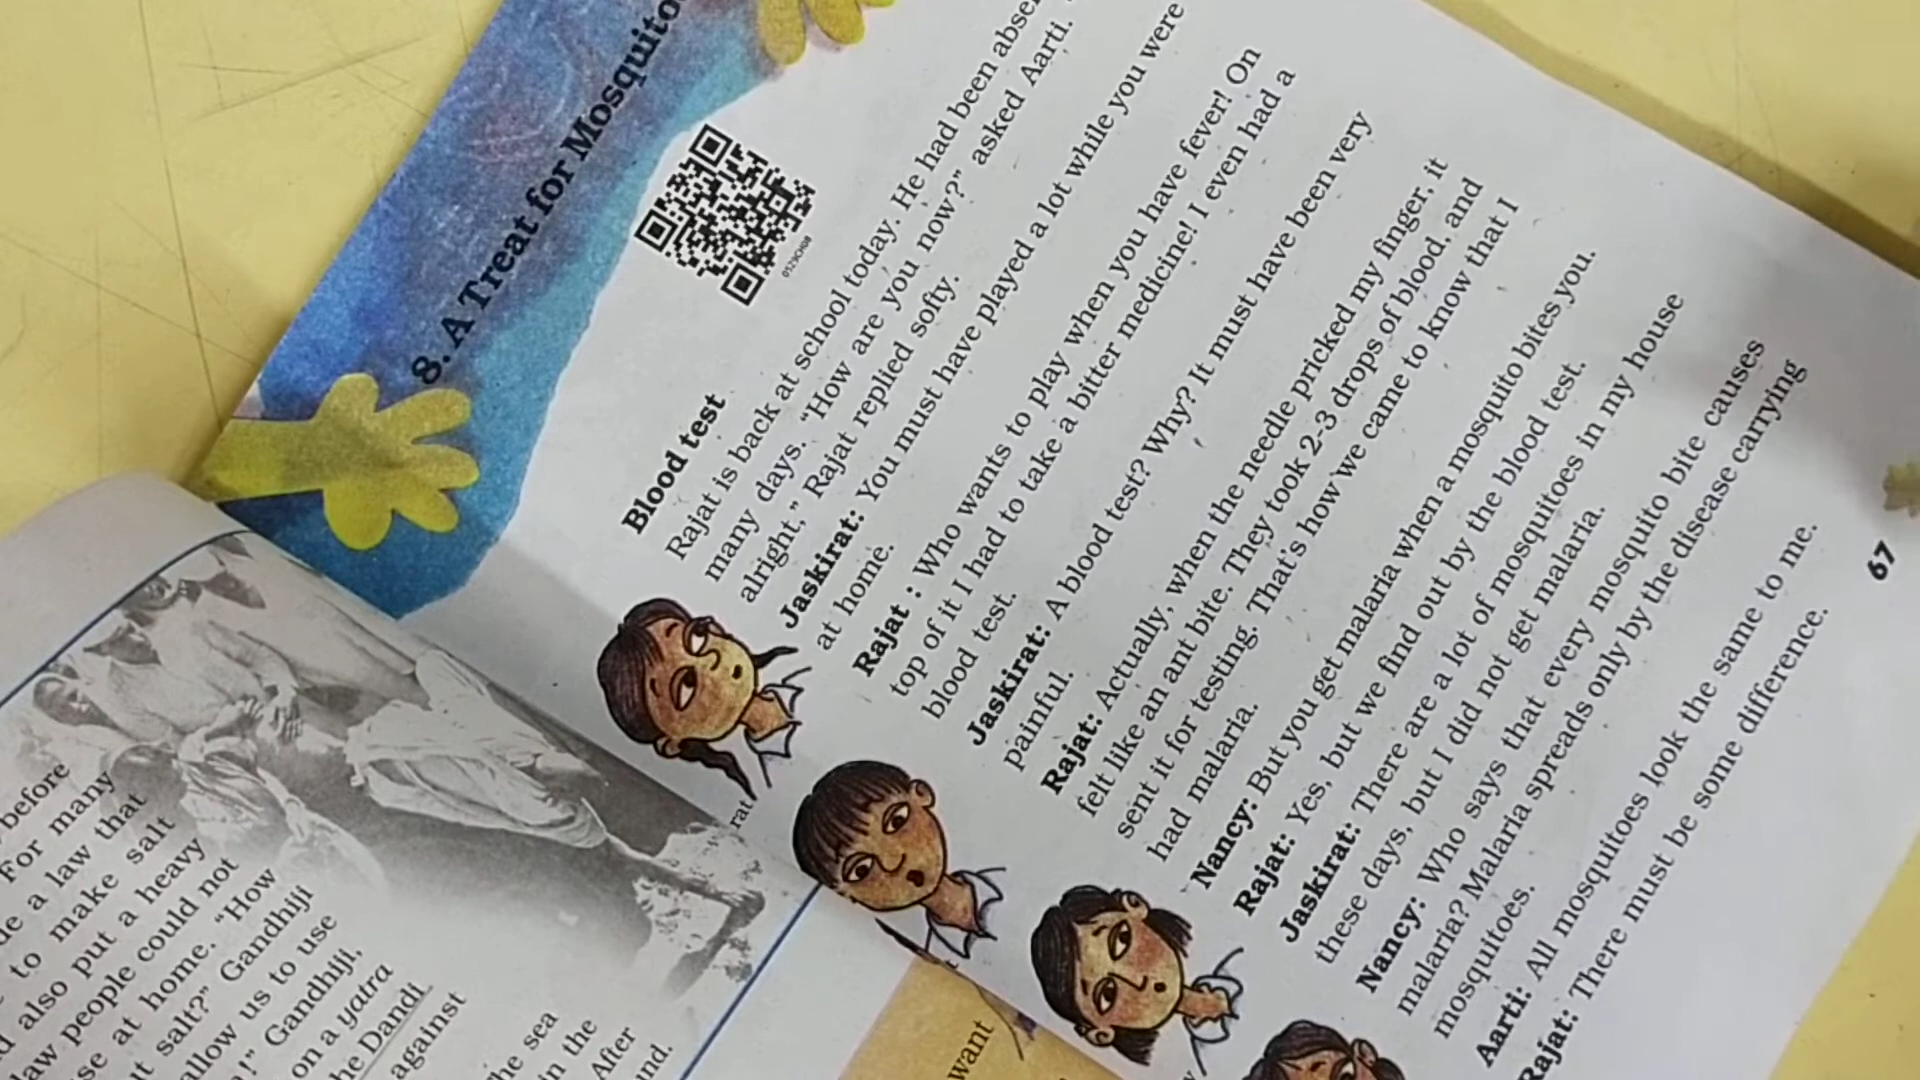 8. A Treat for Mosquito
0529CH08
Blood test
Rajat is back at school today. He had been
many days. “How are you now?” asked Aarti.
alright,” Rajat replied softy.
Jaskirat: You must have played a lot while you were
at home.
Rajat : Who wants to play when you have fever! On
top of it I had to take a bitter medicine! I even had a
blood test.
Jaskirat: A blood test? Why? It must have been very
painful.
Rajat: Actually, when the needle pricked my finger, it
felt like an ant bite. They took 2-3 drops of blood, and
sent it for testing. That’s how we came to know that I
had malaria.
Nancy: But you get malaria when a mosquito bites you.
Rajat: Yes, but we find out by the blood test.
Jaskirat: There are a lot of mosquitoes in my house
these days, but I did not get malaria.
Nancy: Who says that every mosquito bite causes
malaria? Malaria spreads only by the disease carrying
mosquitoes.
Aarti: All mosquitoes look the same to me.
Rajat: There must be some difference.
67
before
For many
a law that
to make salt
also put a heavy
law people could not
at home. “How
salt?” Gandhiji
allow us to use
!” Gandhiji,
on a yatra
Dandi
against
sea
in the
After
want